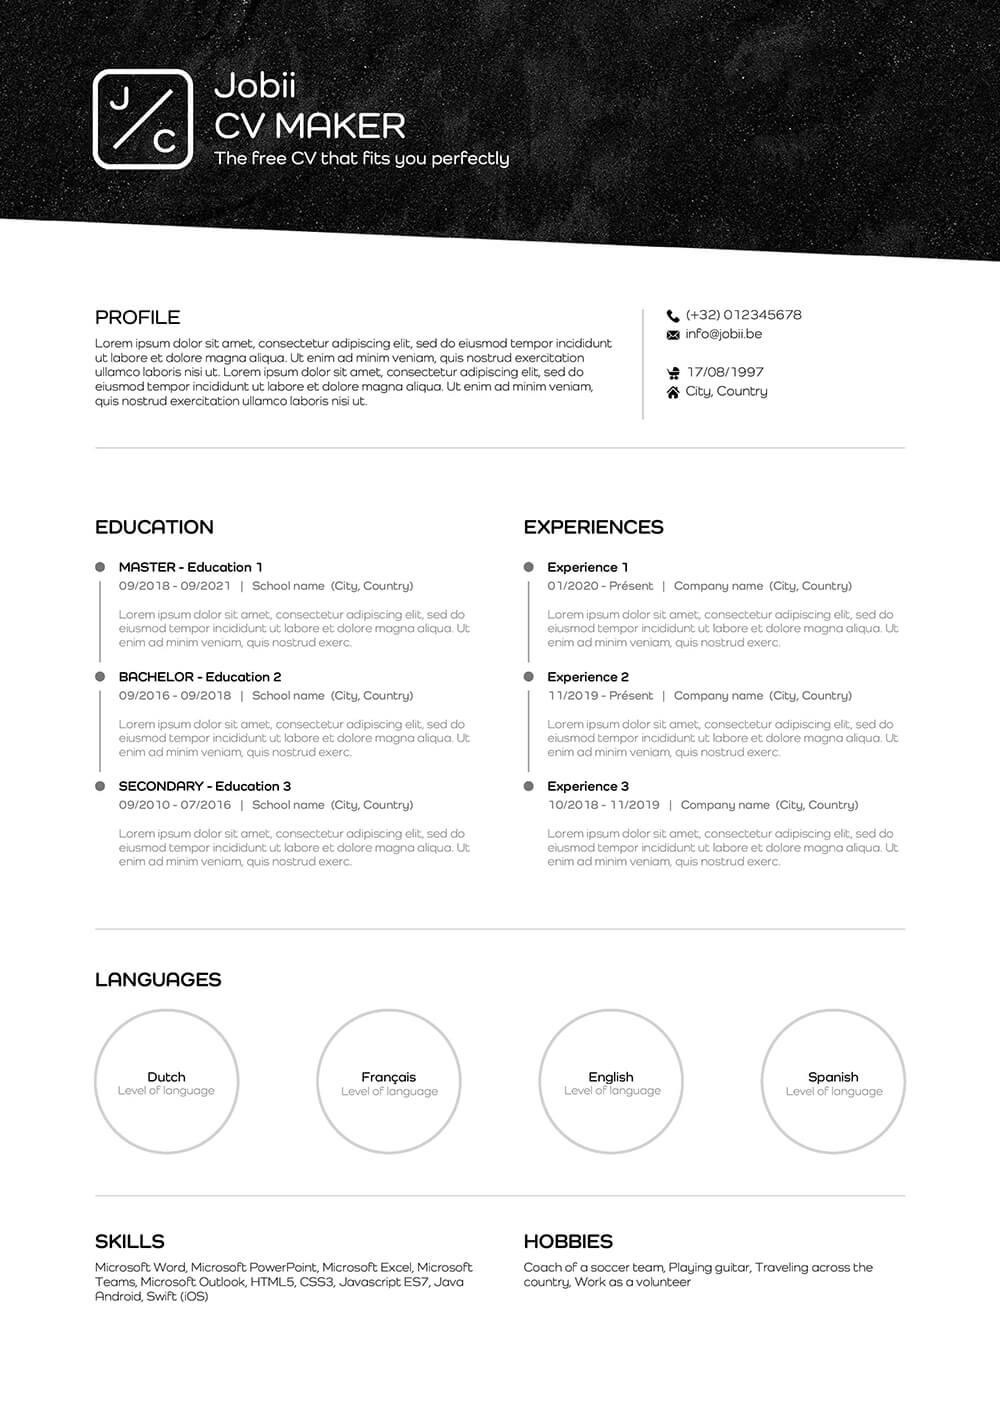 J
C
Jobii
CV MAKER
The free CV that fits you perfectly
PROFILE
Lorem ipsum dolor sit amet, consectetur adipiscing elit, sed do eiusmod tempor incididunt
ut labore et dolore magna aliqua. Ut enim ad minim veniam, quis nostrud exercitation
ullamco laboris nisi ut. Lorem ipsum dolor sit amet, consectetur adipiscing elit, sed do
eiusmod tempor incididunt ut labore et dolore magna aliqua. Ut enim ad minim veniam,
quis nostrud exercitation ullamco laboris nisi ut.
(+32) 012345678
info@jobii.be
17/08/1997
City, Country
EDUCATION
MASTER - Education 1
09/2018 - 09/2021 | School name (City, Country)
Lorem ipsum dolor sit amet, consectetur adipiscing elit, sed do
eiusmod tempor incididunt ut labore et dolore magna aliqua. Ut
enim ad minim veniam, quis nostrud exerc.
BACHELOR - Education 2
09/2016 - 09/2018 | School name (City, Country)
Lorem ipsum dolor sit amet, consectetur adipiscing elit, sed do
eiusmod tempor incididunt ut labore et dolore magna aliqua. Ut
enim ad minim veniam, quis nostrud exerc.
SECONDARY - Education 3
09/2010 - 07/2016 | School name (City, Country)
Lorem ipsum dolor sit amet, consectetur adipiscing elit, sed do
eiusmod tempor incididunt ut labore et dolore magna aliqua. Ut
enim ad minim veniam, quis nostrud exerc.
EXPERIENCES
Experience 1
01/2020 - Présent | Company name (City, Country)
Lorem ipsum dolor sit amet, consectetur adipiscing elit, sed do
eiusmod tempor incididunt ut labore et dolore magna aliqua. Ut
enim ad minim veniam, quis nostrud exerc.
Experience 2
11/2019 - Présent | Company name (City, Country)
Lorem ipsum dolor sit amet, consectetur adipiscing elit, sed do
eiusmod tempor incididunt ut labore et dolore magna aliqua. Ut
enim ad minim veniam, quis nostrud exerc.
Experience 3
10/2018 - 11/2019 | Company name (City, Country)
Lorem ipsum dolor sit amet, consectetur adipiscing elit, sed do
eiusmod tempor incididunt ut labore et dolore magna aliqua. Ut
enim ad minim veniam, quis nostrud exerc.
LANGUAGES
Dutch
Level of language
Français
Level of language
English
Level of language
Spanish
Level of language
SKILLS
Microsoft Word, Microsoft PowerPoint, Microsoft Excel, Microsoft
Teams, Microsoft Outlook, HTML5, CSS3, Javascript ES7, Java
Android, Swift (iOS)
HOBBIES
Coach of a soccer team, Playing guitar, Traveling across the
country, Work as a volunteer